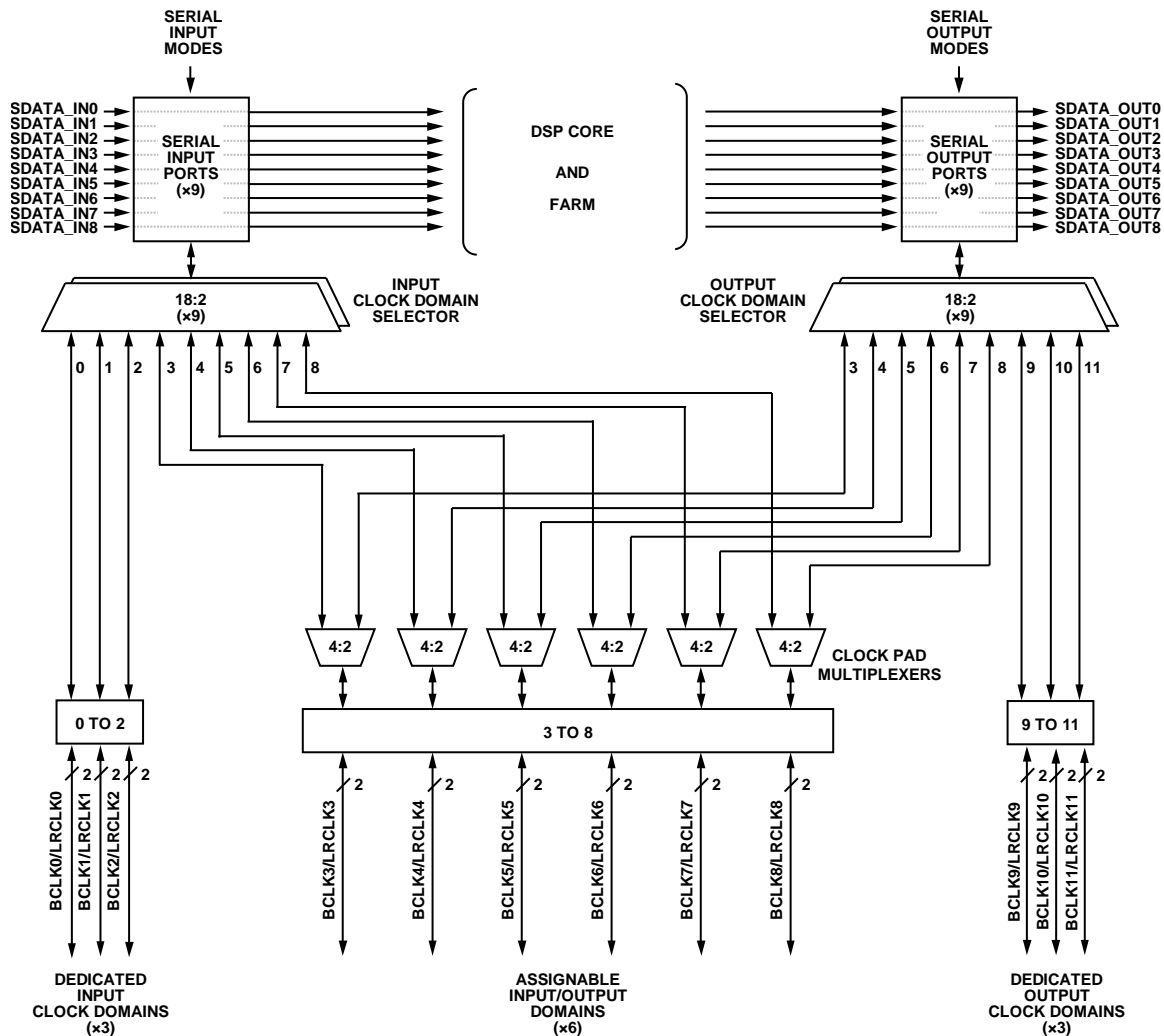 SERIAL
INPUT
MODES
SERIAL
OUTPUT
MODES
SDATA_IN0
SDATA_IN1
SDATA_IN2
SDATA_IN3
SDATA_IN4
SDATA_IN5
SDATA_IN6
SDATA_IN7
SDATA_IN8
SERIAL
INPUT
PORTS
(×9)
DSP CORE
AND
FARM
SERIAL
OUTPUT
PORTS
(×9)
SDATA_OUT0
SDATA_OUT1
SDATA_OUT2
SDATA_OUT3
SDATA_OUT4
SDATA_OUT5
SDATA_OUT6
SDATA_OUT7
SDATA_OUT8
18:2
(×9)
INPUT
CLOCK DOMAIN
SELECTOR
OUTPUT
CLOCK DOMAIN
SELECTOR
18:2
(×9)
0 1 2 3 4 5 6 7 8
3 4 5 6 7 8 9 10 11
4:2 4:2 4:2 4:2 4:2 4:2
CLOCK PAD
MULTIPLEXERS
0 TO 2
3 TO 8
9 TO 11
2 2 2
2 2 2 2 2 2
2 2 2
BCLK0/LRCLK0
BCLK1/LRCLK1
BCLK2/LRCLK2
BCLK3/LRCLK3
BCLK4/LRCLK4
BCLK5/LRCLK5
BCLK6/LRCLK6
BCLK7/LRCLK7
BCLK8/LRCLK8
BCLK9/LRCLK9
BCLK10/LRCLK10
BCLK11/LRCLK11
DEDICATED
INPUT
CLOCK DOMAINS
(×3)
ASSIGNABLE
INPUT/OUTPUT
DOMAINS
(×6)
DEDICATED
OUTPUT
CLOCK DOMAINS
(×3)